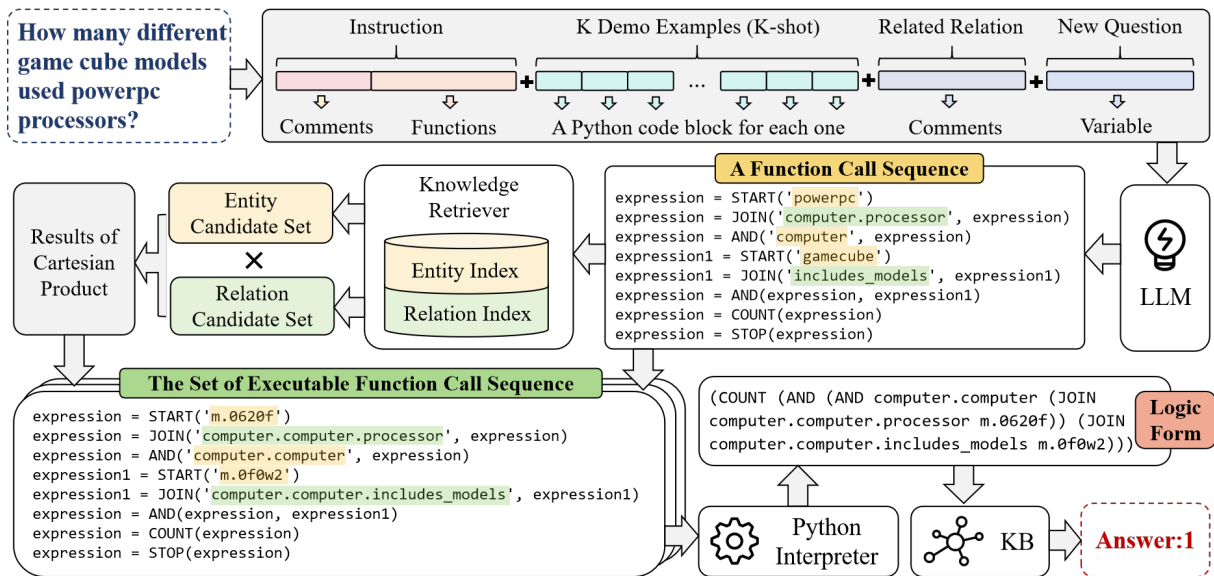 How many different
game cube models
used powerpc
processors?
Instruction
K Demo Examples (K-shot)
Related Relation
New Question
+
...
+
+
Comments
Functions
A Python code block for each one
Comments
Variable
A Function Call Sequence
expression = START('powerpc')
expression = JOIN('computer.processor', expression)
expression = AND('computer', expression)
expression1 = START('gamecube')
expression1 = JOIN('includes_models', expression1)
expression = AND(expression, expression1)
expression = COUNT(expression)
expression = STOP(expression)
LLM
Knowledge
Retriever
Entity Index
Relation Index
Entity
Candidate Set
×
Relation
Candidate Set
Results of
Cartesian
Product
The Set of Executable Function Call Sequence
expression = START('m.0620f')
expression = JOIN('computer.computer.processor', expression)
expression = AND('computer.computer', expression)
expression1 = START('m.0f0w2')
expression1 = JOIN('computer.computer.includes_models', expression1)
expression = AND(expression, expression1)
expression = COUNT(expression)
expression = STOP(expression)
(COUNT (AND (AND computer.computer (JOIN
computer.computer.processor m.0620f)) (JOIN
computer.computer.includes_models m.0f0w2)))
Logic
Form
Python
Interpreter
KB
Answer:1